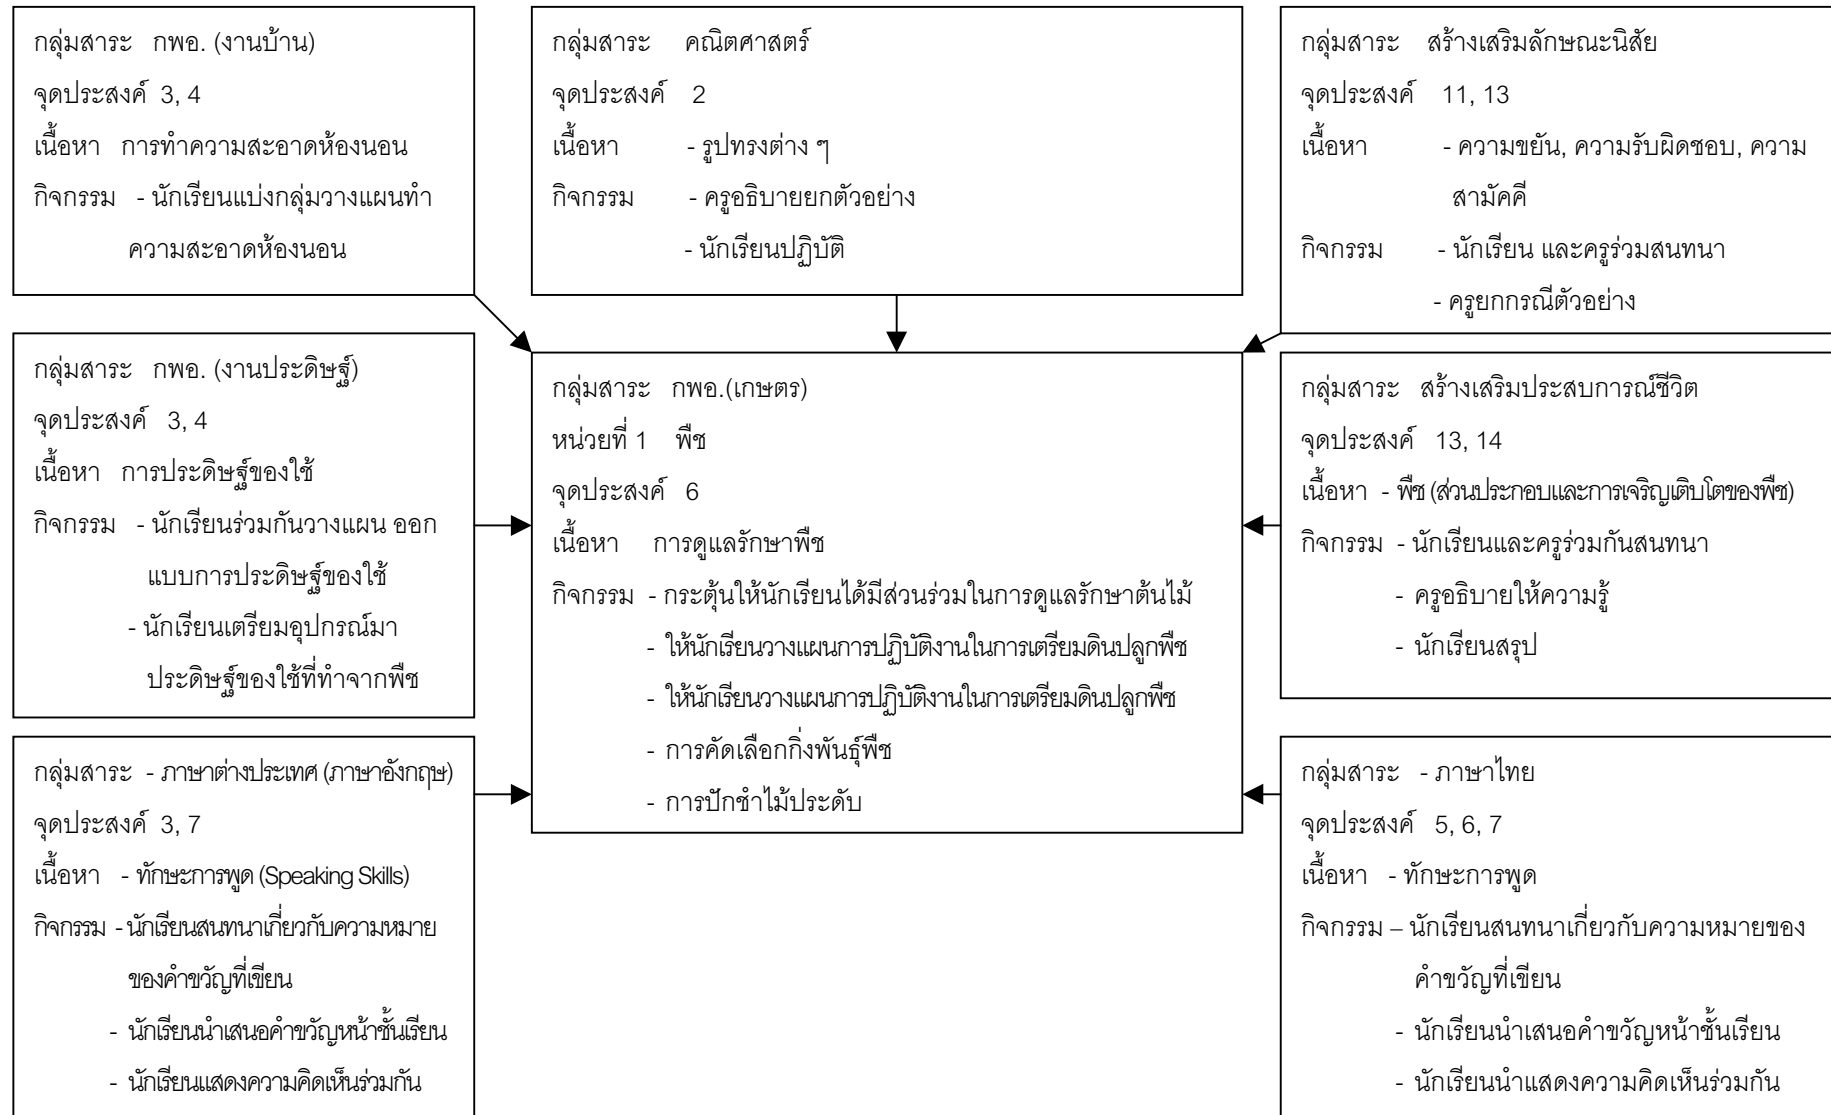 กลุ่มสาระ กพอ. (งานบ้าน)
จุดประสงค์ 3, 4
เนื้อหา การทำความสะอาดห้องนอน
กิจกรรม - นักเรียนแบ่งกลุ่มวางแผนทำ
ความสะอาดห้องนอน
กลุ่มสาระ คณิตศาสตร์
จุดประสงค์ 2
เนื้อหา - รูปทรงต่าง ๆ
กิจกรรม - ครูอธิบายยกตัวอย่าง
- นักเรียนปฏิบัติ
กลุ่มสาระ สร้างเสริมลักษณะนิสัย
จุดประสงค์ 11, 13
เนื้อหา - ความขยัน, ความรับผิดชอบ, ความ
สามัคคี
กิจกรรม - นักเรียน และครูร่วมสนทนา
- ครูยกกรณีตัวอย่าง
กลุ่มสาระ กพอ. (งานประดิษฐ์)
จุดประสงค์ 3, 4
เนื้อหา การประดิษฐ์ของใช้
กิจกรรม - นักเรียนร่วมกันวางแผน ออก
แบบการประดิษฐ์ของใช้
- นักเรียนเตรียมอุปกรณ์มา
ประดิษฐ์ของใช้ที่ทำจากพืช
กลุ่มสาระ กพอ.(เกษตร)
หน่วยที่ 1 พืช
จุดประสงค์ 6
เนื้อหา การดูแลรักษาพืช
กิจกรรม - กระตุ้นให้นักเรียนได้มีส่วนร่วมในการดูแลรักษาต้นไม้
- ให้นักเรียนวางแผนการปฏิบัติงานในการเตรียมดินปลูกพืช
- ให้นักเรียนวางแผนการปฏิบัติงานในการเตรียมดินปลูกพืช
- การคัดเลือกกิ่งพันธุ์พืช
- การปักชำไม้ประดับ
กลุ่มสาระ สร้างเสริมประสบการณ์ชีวิต
จุดประสงค์ 13, 14
เนื้อหา - พืช (ส่วนประกอบและการเจริญเติบโตของพืช)
กิจกรรม - นักเรียนและครูร่วมกันสนทนา
- ครูอธิบายให้ความรู้
- นักเรียนสรุป
กลุ่มสาระ - ภาษาต่างประเทศ (ภาษาอังกฤษ)
จุดประสงค์ 3, 7
เนื้อหา - ทักษะการพูด (Speaking Skills)
กิจกรรม - นักเรียนสนทนาเกี่ยวกับความหมาย
ของคำขวัญที่เขียน
- นักเรียนนำเสนอคำขวัญหน้าชั้นเรียน
- นักเรียนแสดงความคิดเห็นร่วมกัน
กลุ่มสาระ - ภาษาไทย
จุดประสงค์ 5, 6, 7
เนื้อหา - ทักษะการพูด
กิจกรรม – นักเรียนสนทนาเกี่ยวกับความหมายของ
คำขวัญที่เขียน
- นักเรียนนำเสนอคำขวัญหน้าชั้นเรียน
- นักเรียนนำแสดงความคิดเห็นร่วมกัน